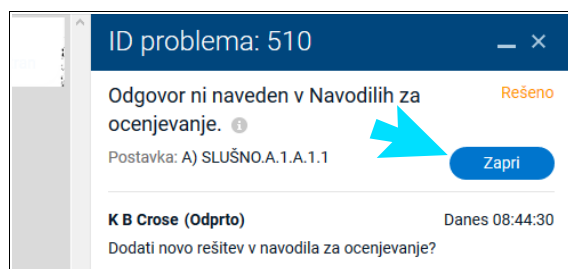 ID problema: 510
Odgovor ni naveden v Navodilih za ocenjevanje.
Rešeno
Postavka: A) SLUŠNO.A.1.A.1.1
Zapri
K B Crose (Odprto)
Danes 08:44:30
Dodati novo rešitev v navodila za ocenjevanje?